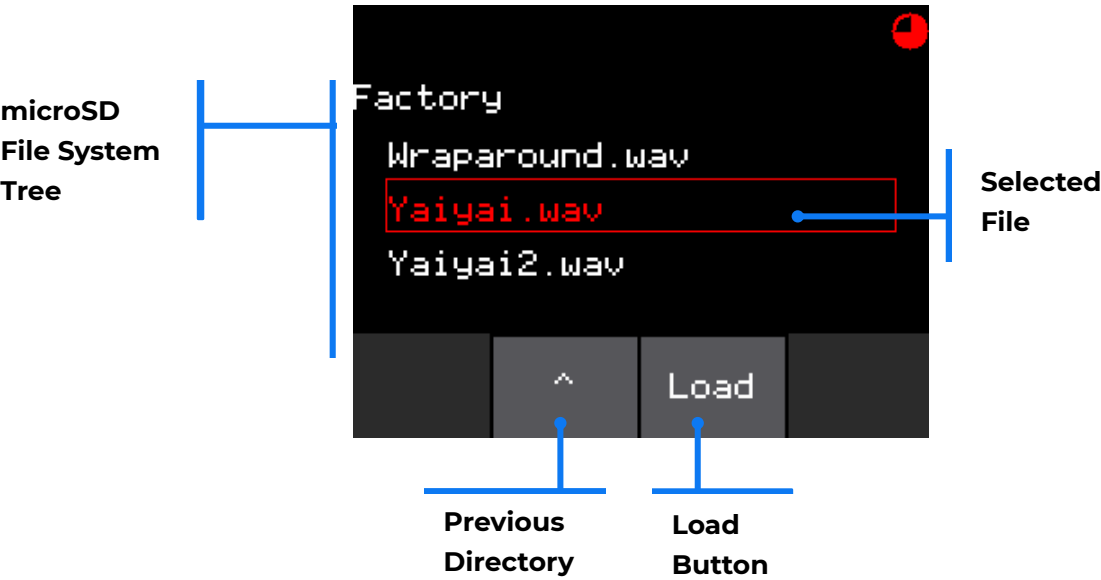 microSD
File System
Tree
Factory
Wraparound.wav
Yaiyai.wav
Yaiyai2.wav
Selected
File
^
Load
Previous
Directory
Load
Button